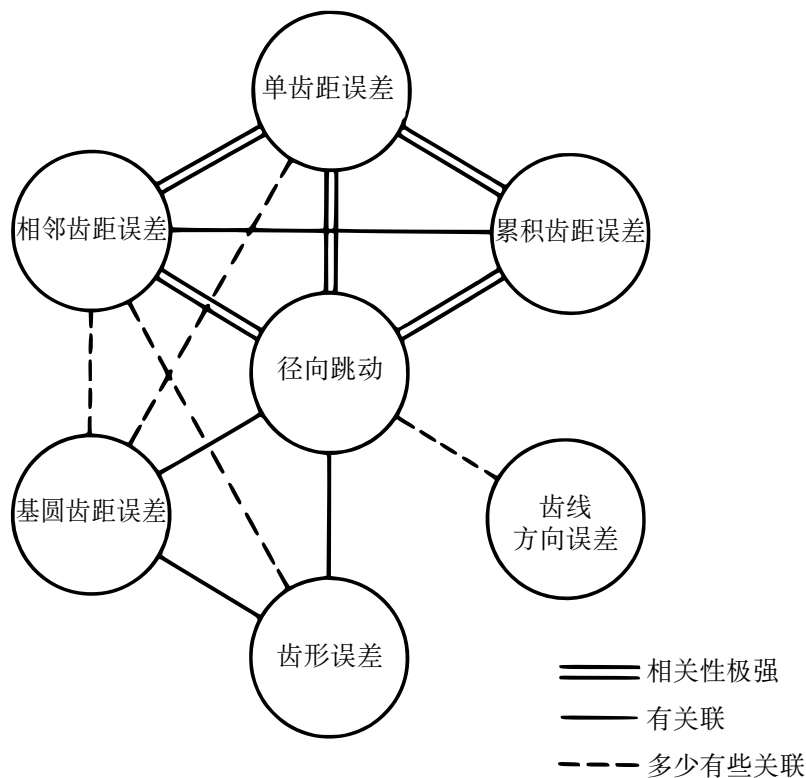 单齿距误差
相邻齿距误差
累积齿距误差
径向跳动
基圆齿距误差
齿线
方向误差
齿形误差
相关性极强
有关联
多少有些关联